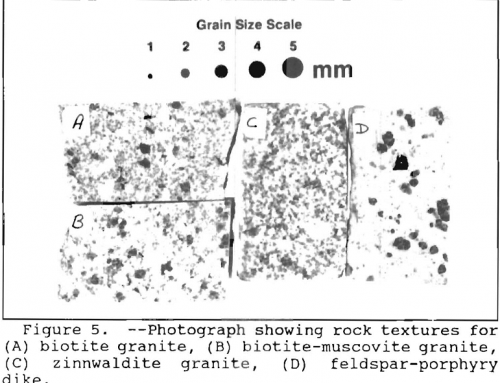 Grain Size Scale
1 2 3 4 5
mm
A
C
D
B
Figure 5. --Photograph showing rock textures for
(A) biotite granite, (B) biotite-muscovite granite,
(C) zinnwaldite granite, (D) feldspar-porphyry
dike.